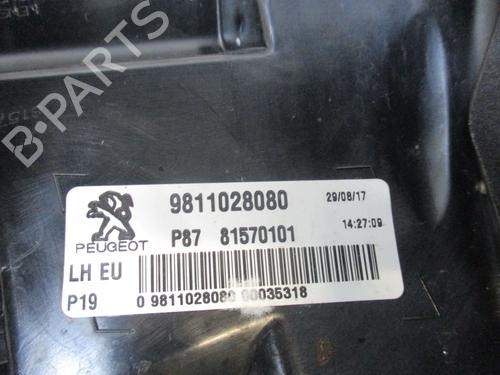 9811028080
29/08/17
PEUGEOT
P87 81570101
14:27:09
LH EU
P19
0 9811028080 00035318
B-PARTS